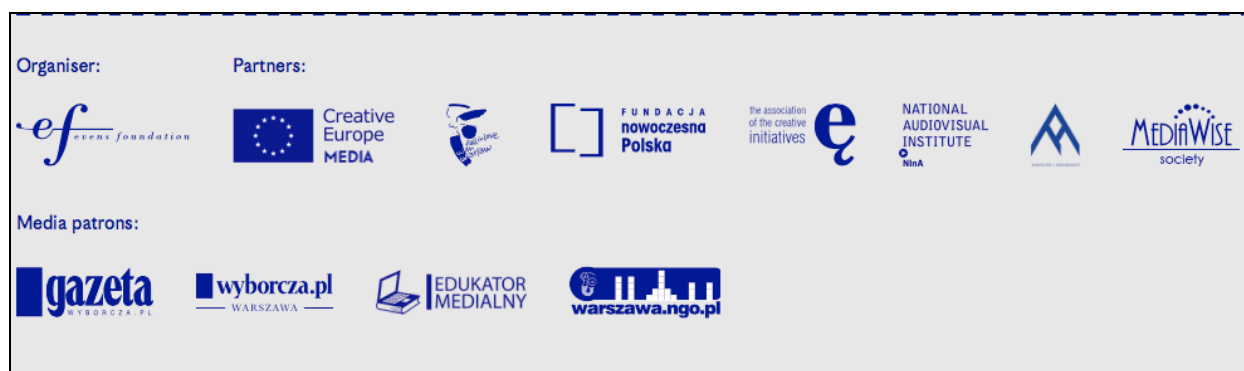 Organiser:
Partners:
ef
evens foundation
Creative
Europe
MEDIA
FUNDACJA
nowoczesna
Polska
the association
of the creative
initiatives
ę
NATIONAL
AUDIOVISUAL
INSTITUTE
NInA
MEDIAWISE
society
Media patrons:
gazeta
WYBORCZA.PL
wyborcza.pl
WARSZAWA
EDUKATOR
MEDIALNY
warszawa.ngo.pl